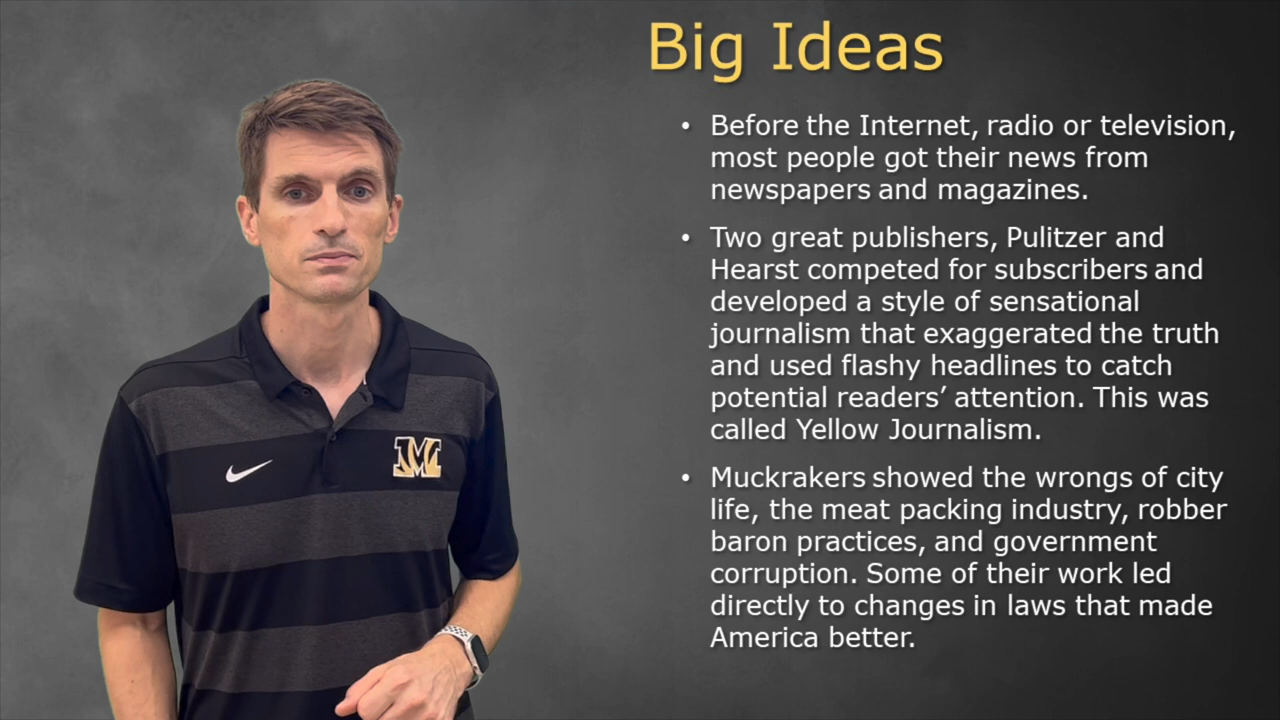 Big Ideas
• Before the Internet, radio or television,
most people got their news from
newspapers and magazines.
• Two great publishers, Pulitzer and
Hearst competed for subscribers and
developed a style of sensational
journalism that exaggerated the truth
and used flashy headlines to catch
potential readers’ attention. This was
called Yellow Journalism.
• Muckrakers showed the wrongs of city
life, the meat packing industry, robber
baron practices, and government
corruption. Some of their work led
directly to changes in laws that made
America better.
M